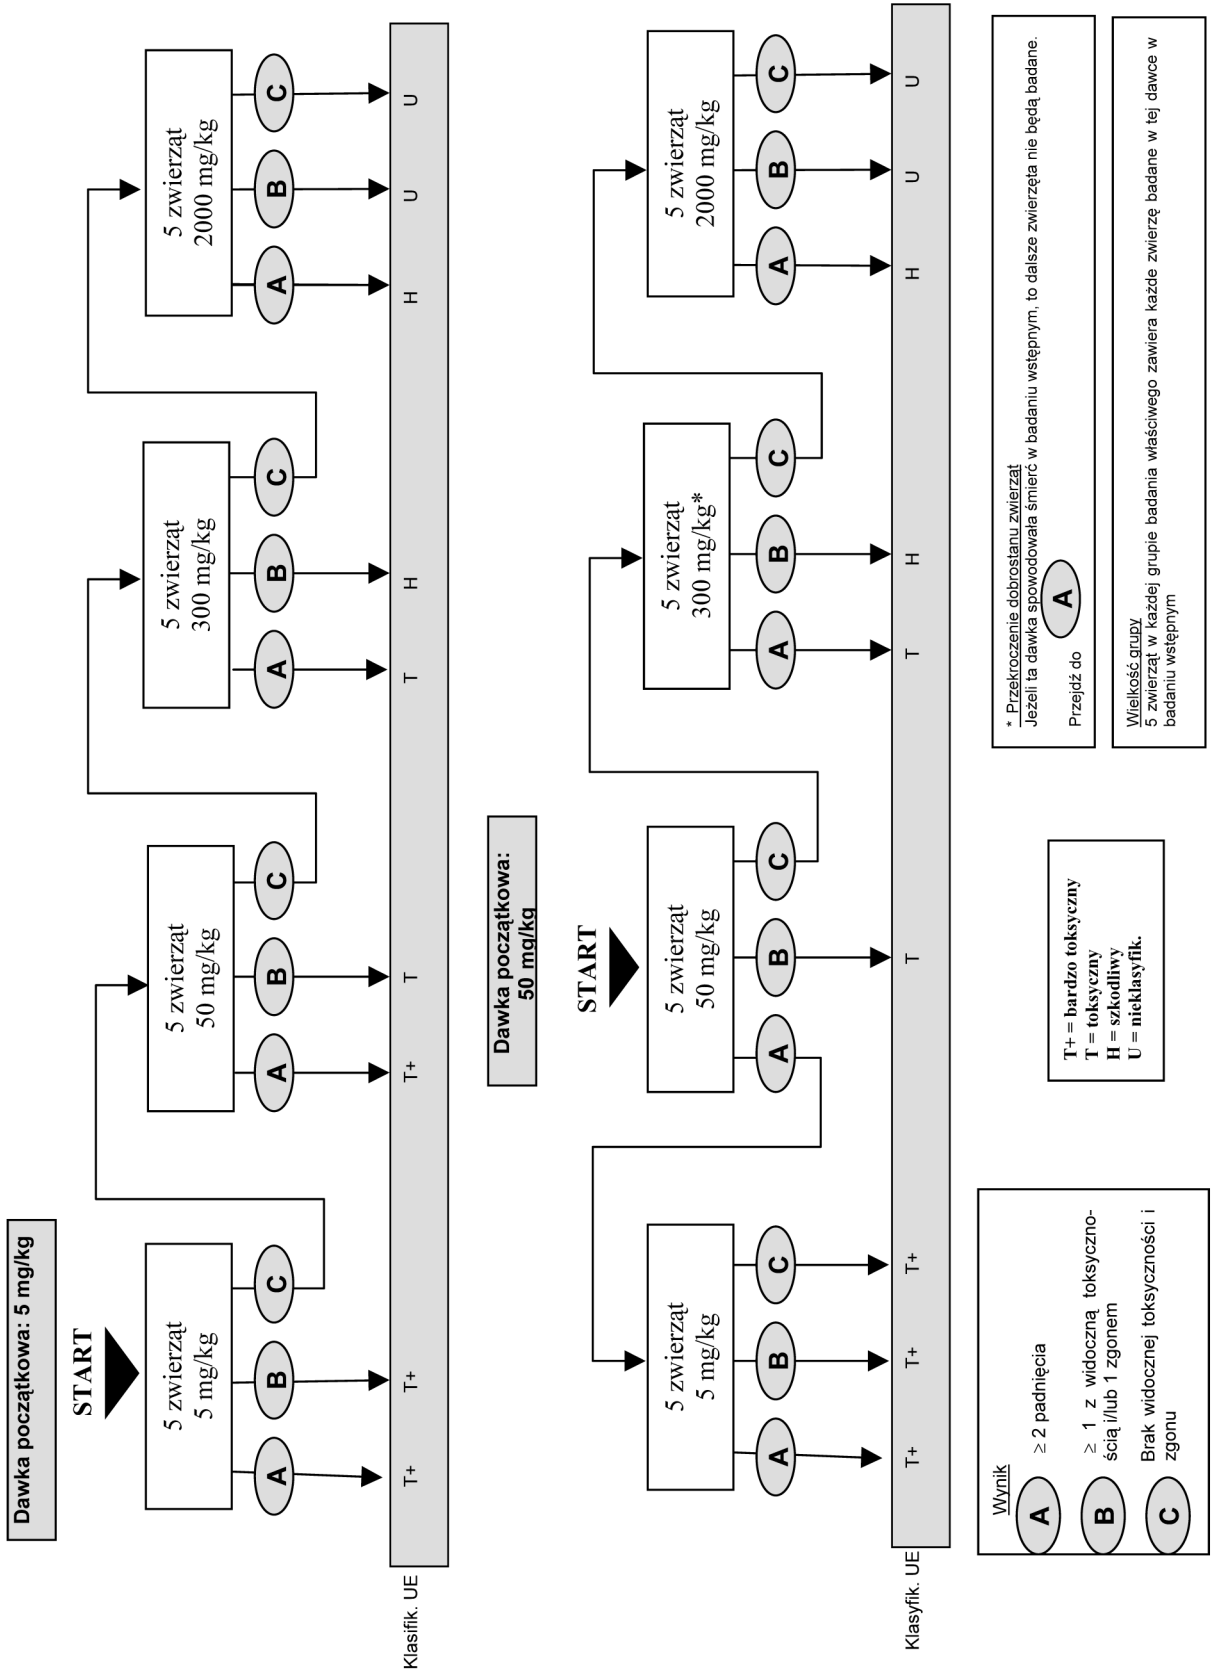 Dawka początkowa: 5 mg/kg
START
5 zwierząt
5 mg/kg
A
B
C
5 zwierząt
50 mg/kg
A
B
C
5 zwierząt
300 mg/kg
A
B
C
5 zwierząt
2000 mg/kg
A
B
C
Klasifik. UE
T+
T+
T+
T
T
H
H
U
U
Dawka początkowa:
50 mg/kg
START
5 zwierząt
5 mg/kg
A
B
C
5 zwierząt
50 mg/kg
A
B
C
5 zwierząt
300 mg/kg*
A
B
C
5 zwierząt
2000 mg/kg
A
B
C
Klasyfik. UE
T+
T+
T+
T
T
H
H
U
U
Wynik
A ≥ 2 padnięcia
B ≥ 1 z widoczną toksyczno-
ścią i/lub 1 zgonem
C Brak widocznej toksyczności i
zgonu
T+ = bardzo toksyczny
T = toksyczny
H = szkodliwy
U = nieklasyfik.
* Przekroczenie dobrostanu zwierząt
Jeżeli ta dawka spowodowała śmierć w badaniu wstępnym, to dalsze zwierzęta nie będą badane.
Przejdź do A
Wielkość grupy
5 zwierząt w każdej grupie badania właściwego zawiera każde zwierzę badane w tej dawce w
badaniu wstępnym